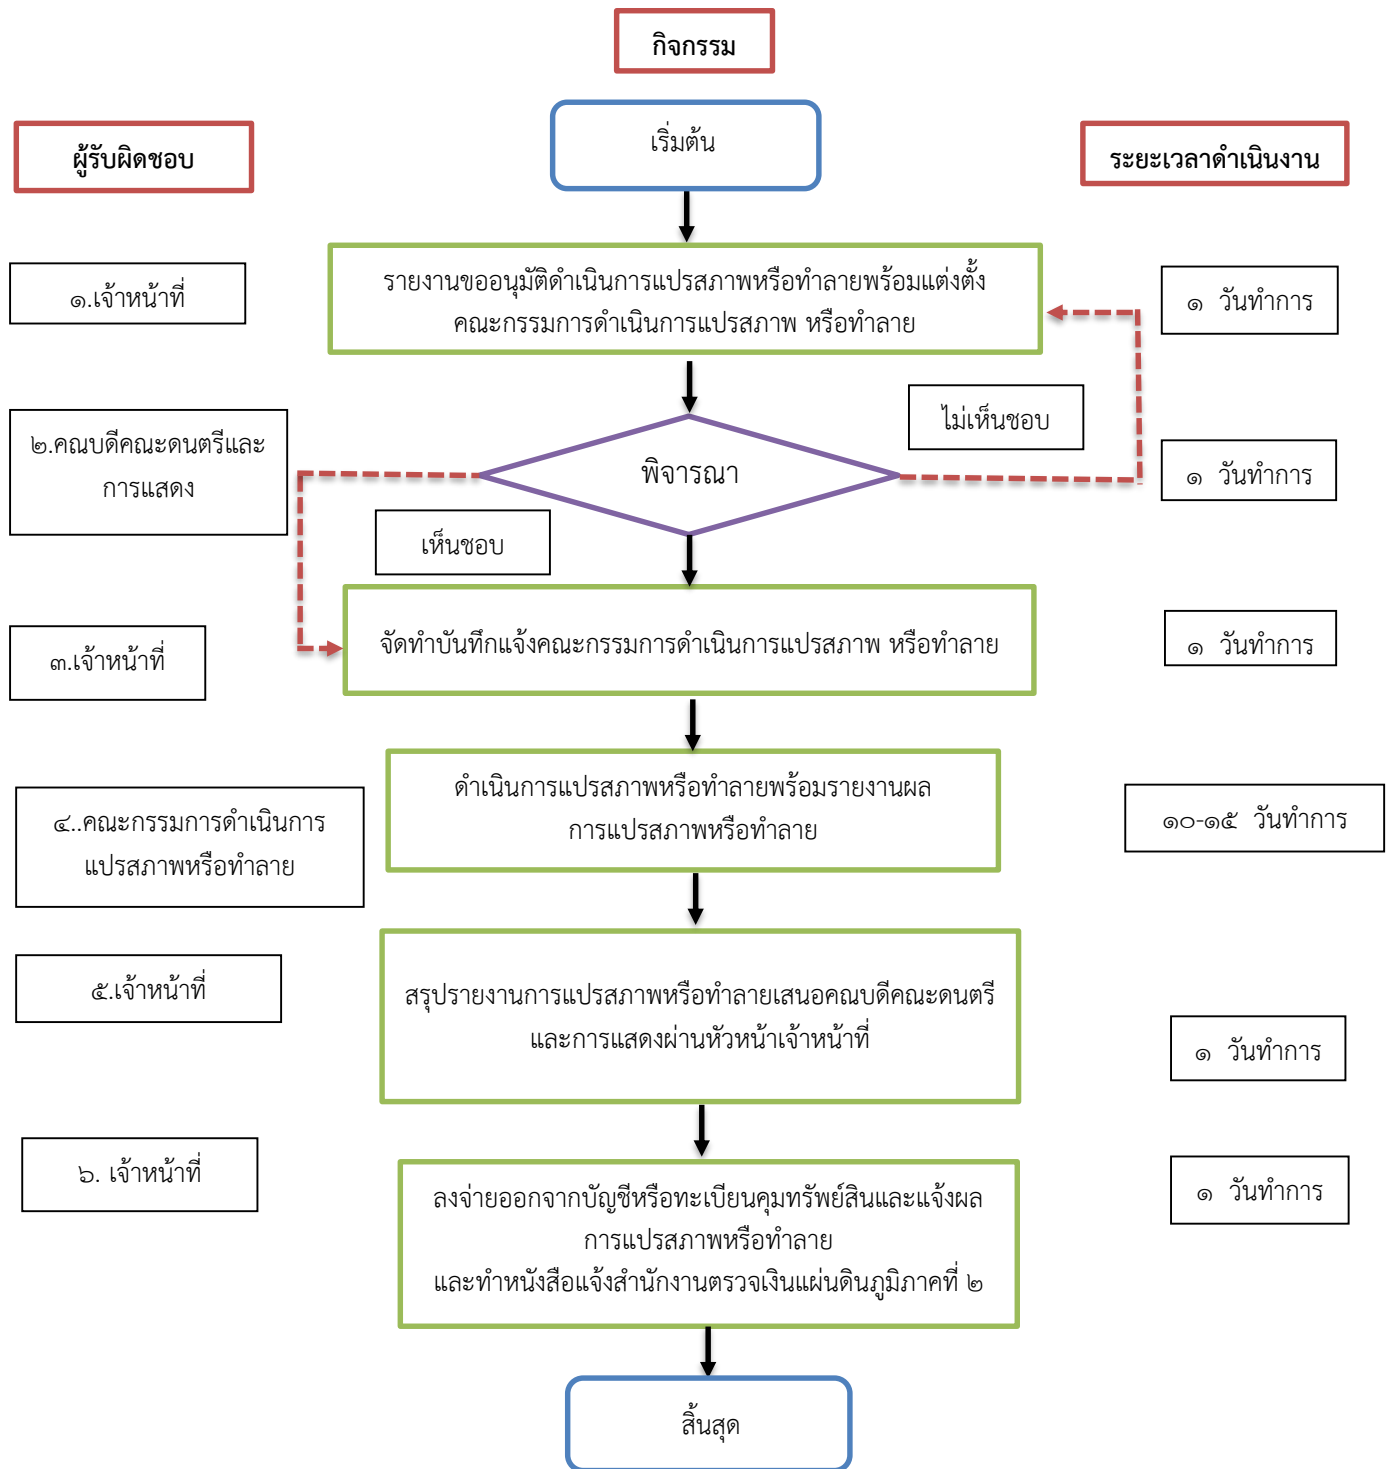 กิจกรรม
เริ่มต้น
ผู้รับผิดชอบ
ระยะเวลาดำเนินงาน
๑.เจ้าหน้าที่
รายงานขออนุมัติดำเนินการแปรสภาพหรือทำลายพร้อมแต่งตั้ง
คณะกรรมการดำเนินการแปรสภาพ หรือทำลาย
๑ วันทำการ
ไม่เห็นชอบ
๒.คณบดีคณะดนตรีและ
การแสดง
พิจารณา
๑ วันทำการ
เห็นชอบ
๓.เจ้าหน้าที่
จัดทำบันทึกแจ้งคณะกรรมการดำเนินการแปรสภาพ หรือทำลาย
๑ วันทำการ
๔..คณะกรรมการดำเนินการ
แปรสภาพหรือทำลาย
ดำเนินการแปรสภาพหรือทำลายพร้อมรายงานผล
การแปรสภาพหรือทำลาย
๑๐-๑๕ วันทำการ
๕.เจ้าหน้าที่
สรุปรายงานการแปรสภาพหรือทำลายเสนอคณบดีคณะดนตรี
และการแสดงผ่านหัวหน้าเจ้าหน้าที่
๑ วันทำการ
๖. เจ้าหน้าที่
ลงจ่ายออกจากบัญชีหรือทะเบียนคุมทรัพย์สินและแจ้งผล
การแปรสภาพหรือทำลาย
และทำหนังสือแจ้งสำนักงานตรวจเงินแผ่นดินภูมิภาคที่ ๒
๑ วันทำการ
สิ้นสุด